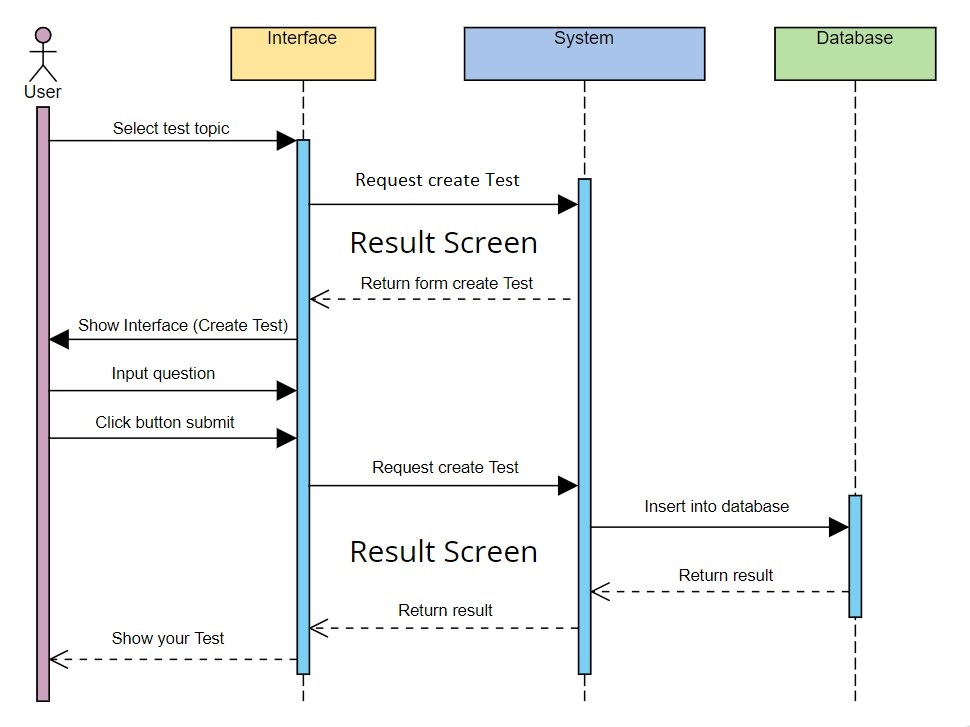 Interface
System
Database
User
Select test topic
Request create Test
Result Screen
Return form create Test
Show Interface (Create Test)
Input question
Click button submit
Request create Test
Insert into database
Result Screen
Return result
Return result
Show your Test